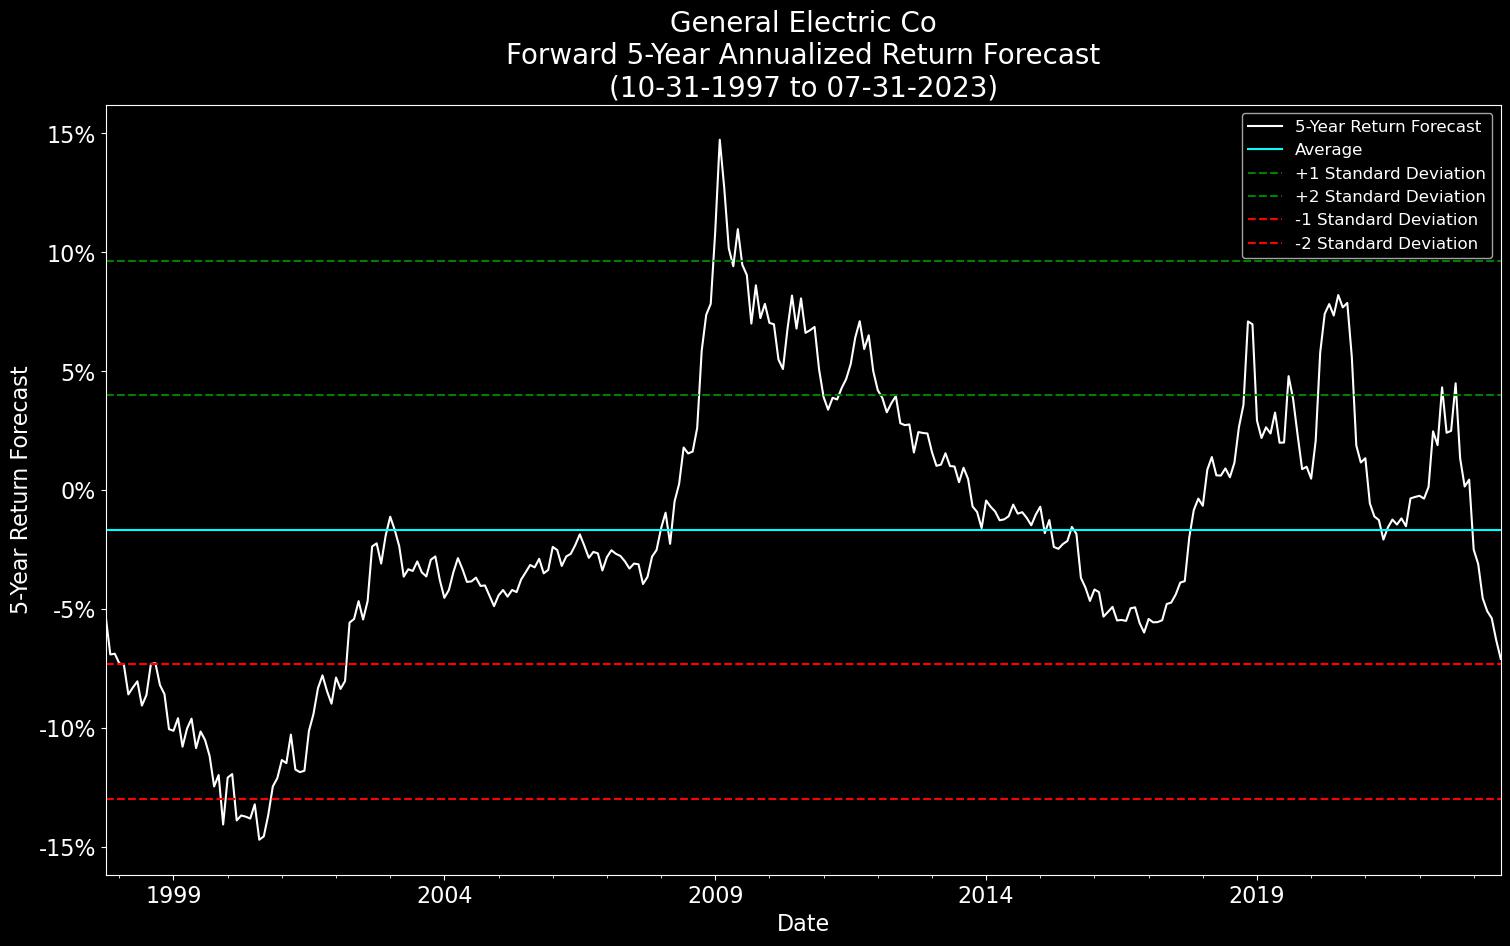 General Electric Co
Forward 5-Year Annualized Return Forecast
(10-31-1997 to 07-31-2023)
5-Year Return Forecast
15%
10%
5%
0%
-5%
-10%
-15%
5-Year Return Forecast
Average
+1 Standard Deviation
+2 Standard Deviation
-1 Standard Deviation
-2 Standard Deviation
1999 2004 2009 2014 2019
Date